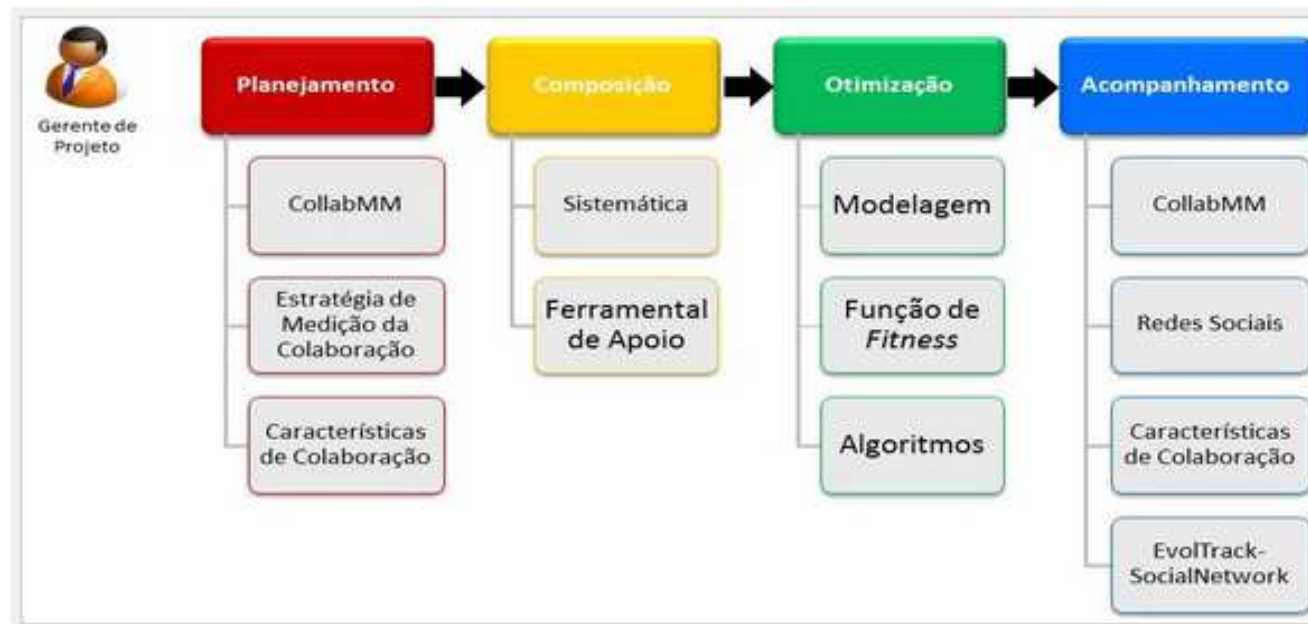 Gerente de
Projeto
Planejamento
CollabMM
Estratégia de
Medição da
Colaboração
Características
de Colaboração
Composição
Sistemática
Ferramental
de Apoio
Otimização
Modelagem
Função de
Fitness
Algoritmos
Acompanhamento
CollabMM
Redes Sociais
Características
de Colaboração
EvolTrack-
SocialNetwork